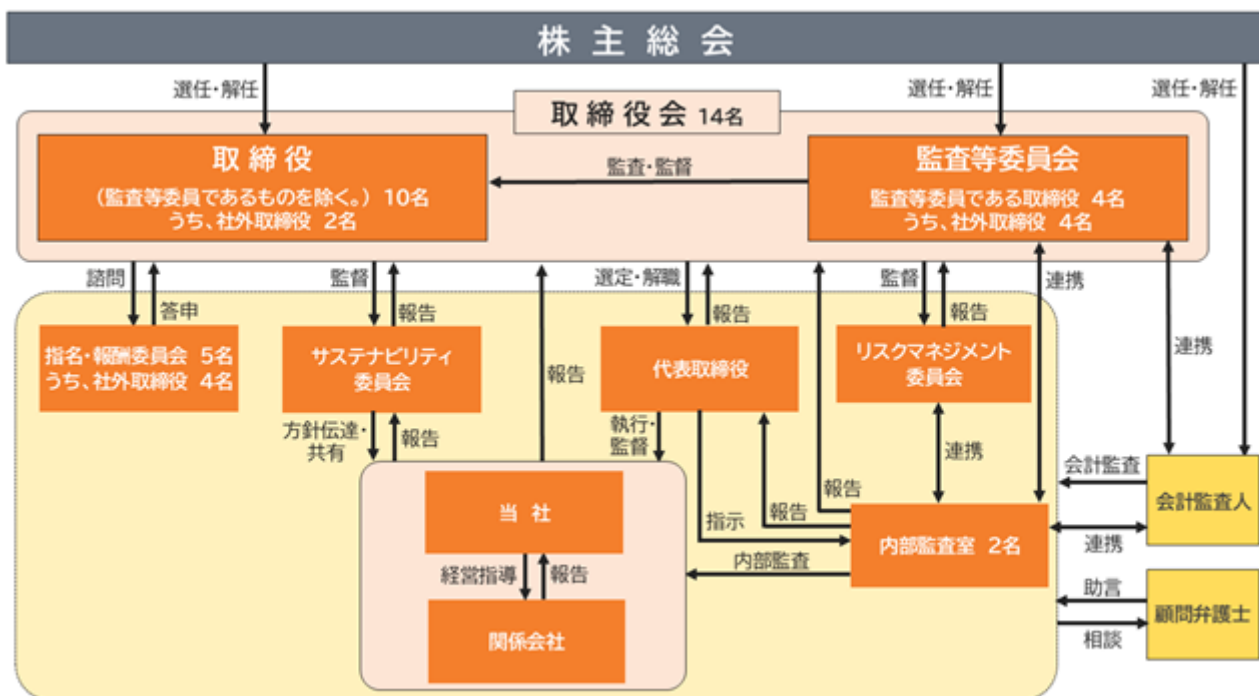 株主総会
選任・解任
選任・解任
選任・解任
取締役会 14名
取締役
（監査等委員であるものを除く。）10名
うち、社外取締役 2名
監査・監督
監査等委員会
監査等委員である取締役 4名
うち、社外取締役 4名
諮問
答申
監督
報告
報告
選定・解職
報告
監督
報告
連携
連携
指名・報酬委員会 5名
うち、社外取締役 4名
サステナビリティ
委員会
代表取締役
リスクマネジメント
委員会
方針伝達・
共有
報告
執行・
監督
指示
報告
報告
連携
当社
経営指導
報告
関係会社
内部監査
内部監査室 2名
会計監査
連携
会計監査人
助言
相談
顧問弁護士